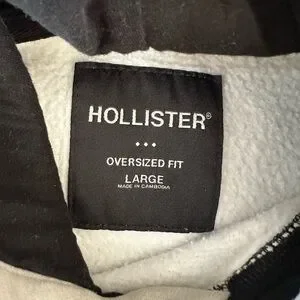 HOLLISTER®
OVERSIZED FIT
LARGE
MADE IN CAMBODIA